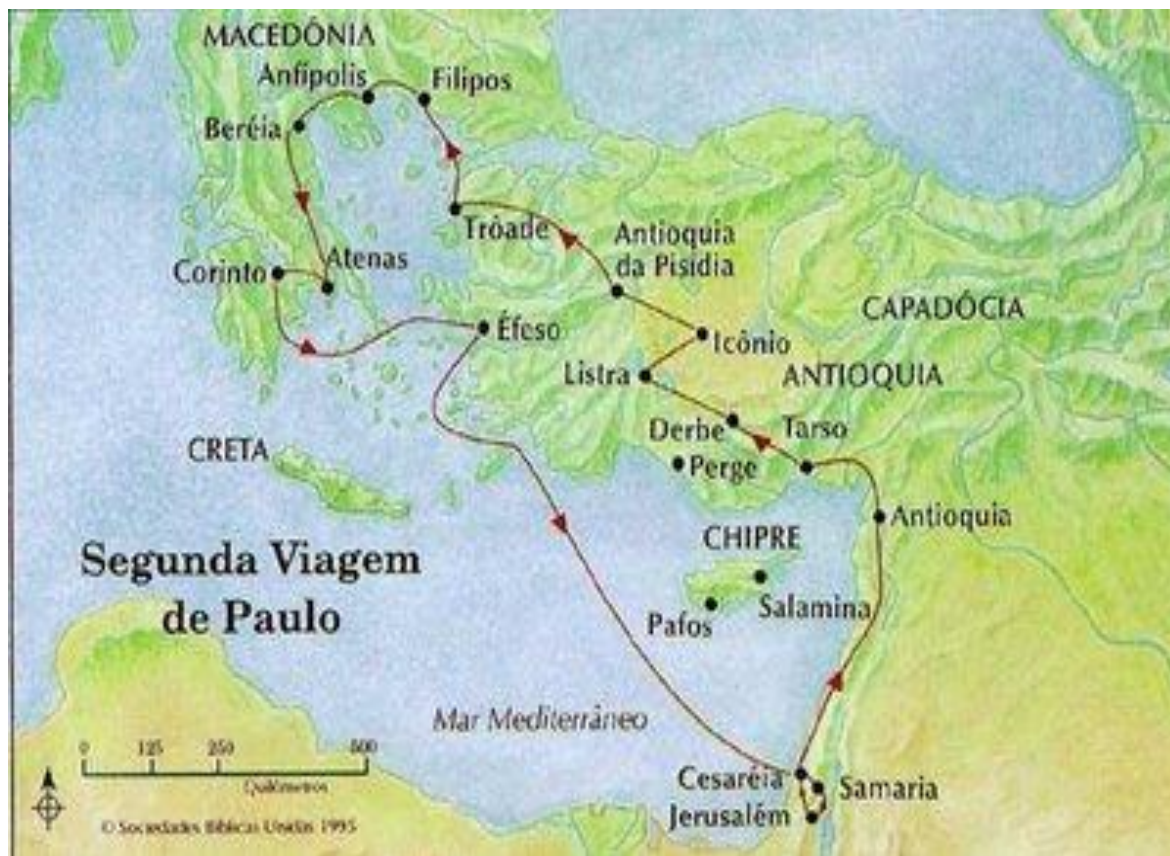 MACEDÔNIA
Anfípolis
Filipos
Beréia
Trôade
Antioquia
da Pisídia
Atenas
Corinto
CAPADÓCIA
Éfeso
Icônio
Listra
ANTIOQUIA
Derbe
Tarso
CRETA
Perge
Antioquia
CHIPRE
Segunda Viagem
de Paulo
Salamina
Pafos
Mar Mediterrâneo
0 125 250 500
Quilômetros
Cesaréia
Samaria
Jerusalém
© Sociedades Bíblicas Unidas 1995